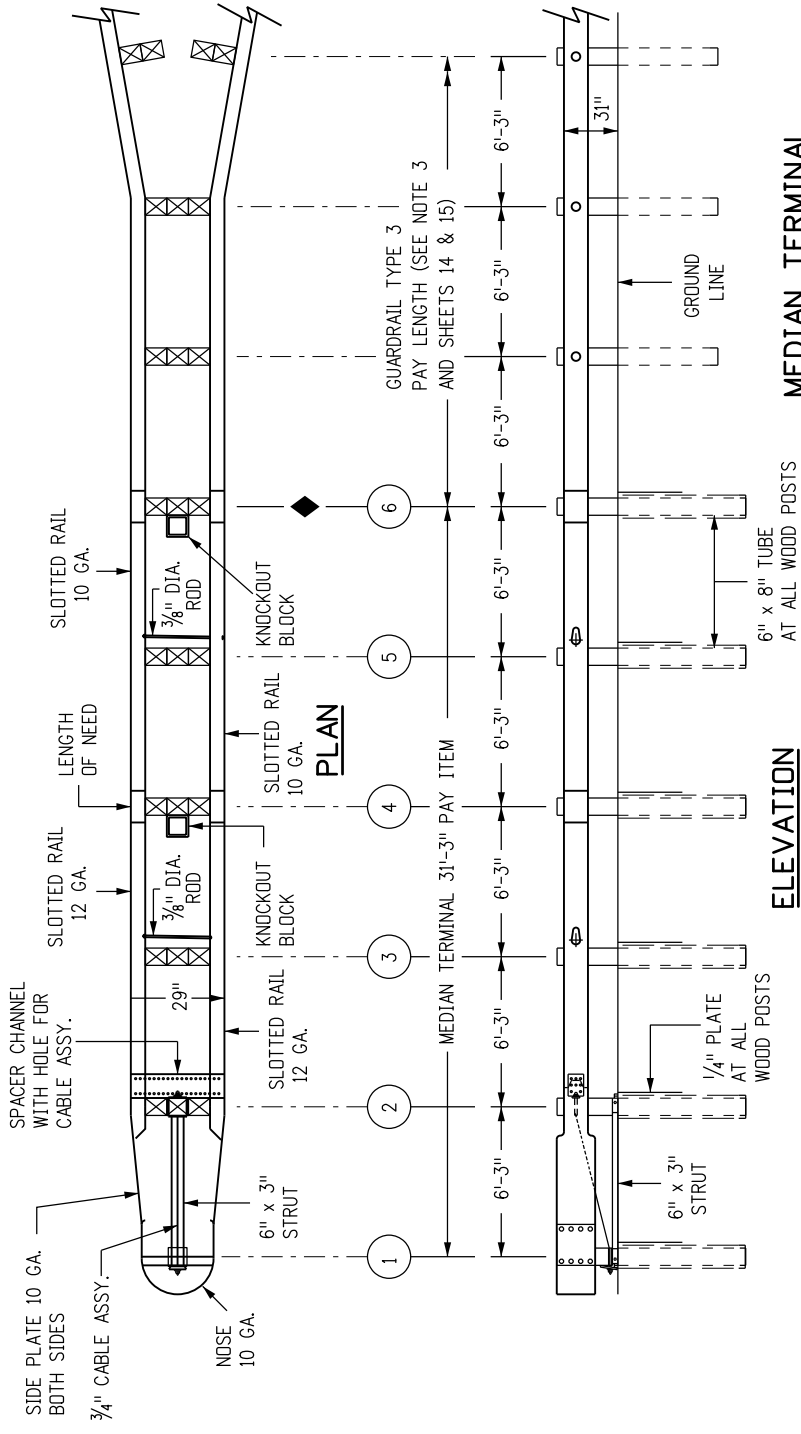 SIDE PLATE 10 GA.
BOTH SIDES
3/4" CABLE ASSY.
SPACER CHANNEL
WITH HOLE FOR
CABLE ASSY.
SLOTTED RAIL
12 GA.
LENGTH
OF NEED
SLOTTED RAIL
10 GA.
29"
3/8" DIA.
ROD
3/8" DIA.
ROD
NOSE
10 GA.
6" x 3"
STRUT
SLOTTED RAIL
12 GA.
KNOCKOUT
BLOCK
SLOTTED RAIL
10 GA.
KNOCKOUT
BLOCK
PLAN
GUARDRAIL TYPE 3
PAY LENGTH (SEE NOTE 3
AND SHEETS 14 & 15)
1
2
3
4
5
6
MEDIAN TERMINAL 31'-3" PAY ITEM
6'-3"
6'-3"
6'-3"
6'-3"
6'-3"
6'-3"
6'-3"
6'-3"
31"
6" x 3"
STRUT
1/4" PLATE
AT ALL
WOOD POSTS
6" x 8" TUBE
AT ALL WOOD POSTS
GROUND
LINE
ELEVATION
MEDIAN TERMINAL